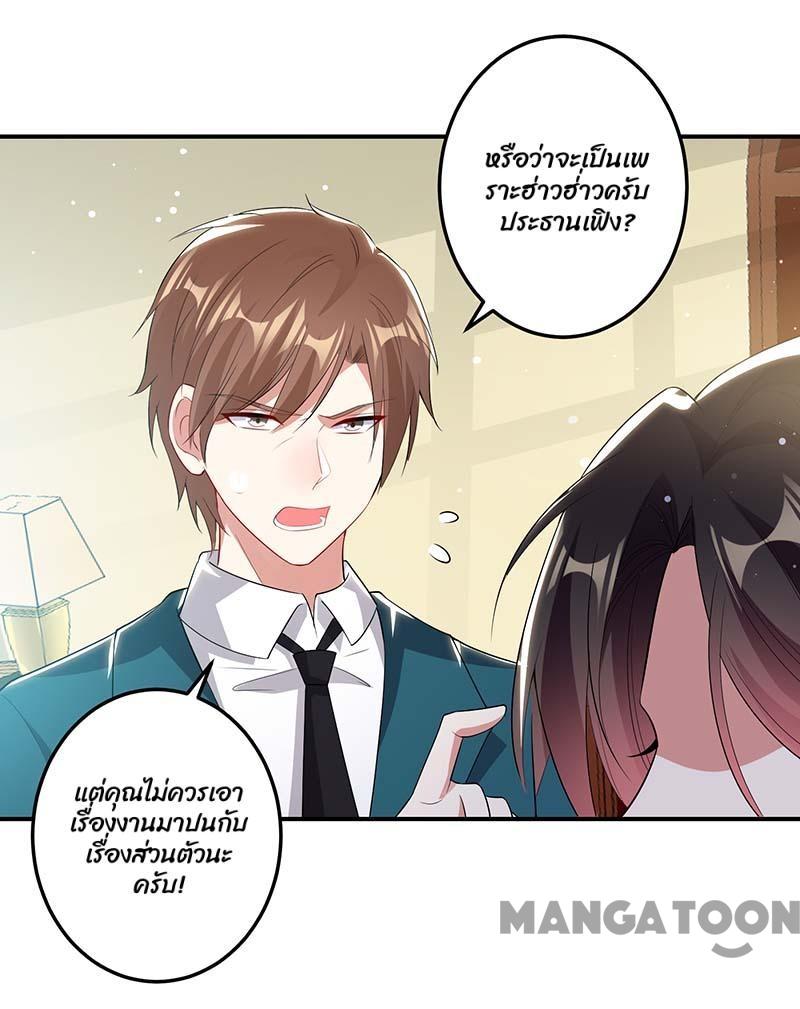 หรือว่าจะเป็นเพ
ราะฮ่าวฮ่าวครับ
ประธานเฟิง?
แต่คุณไม่ควรเอา
เรื่องงานมาปนกับ
เรื่องส่วนตัวนะ
ครับ!
MANGATOON